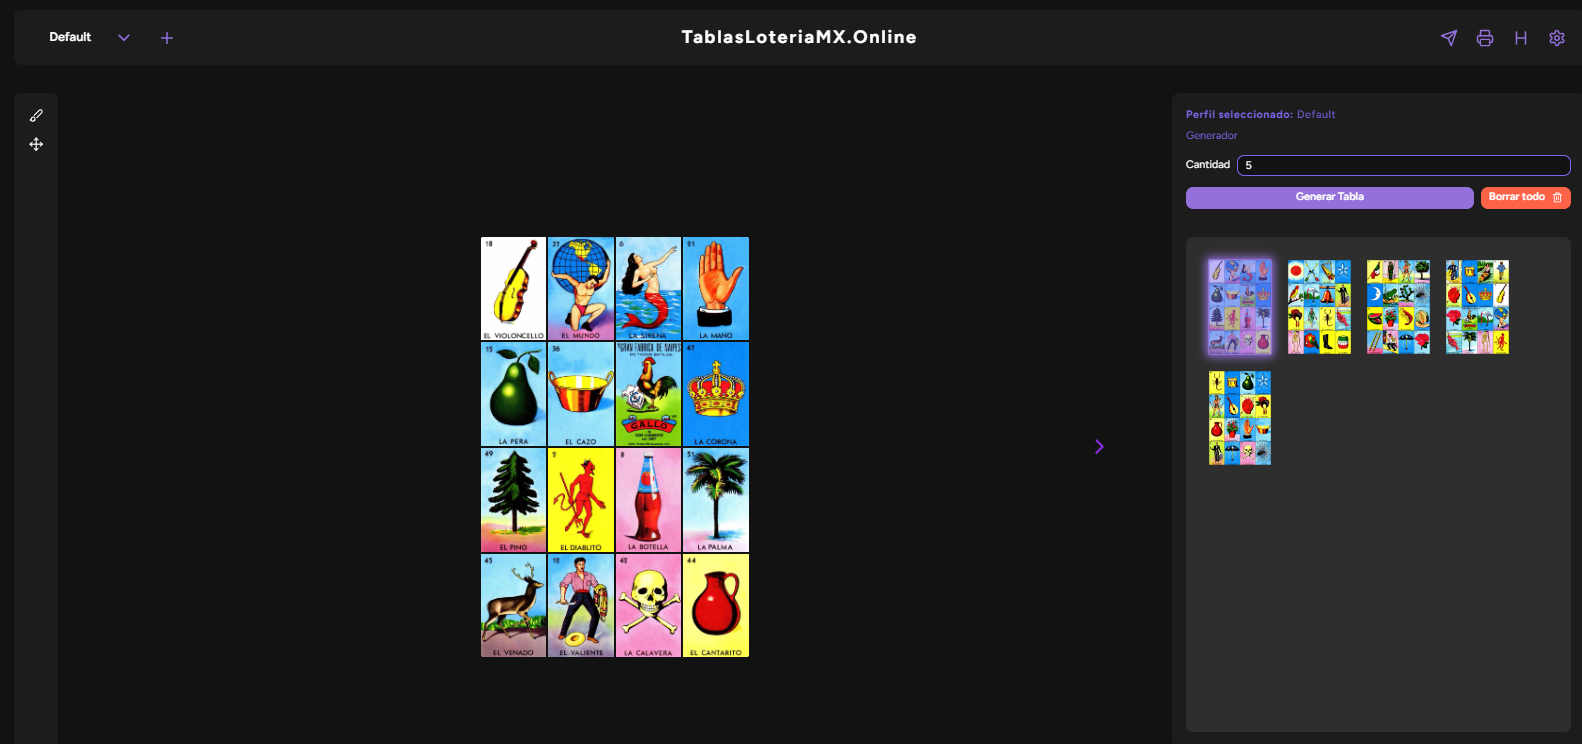 Default
TablasLoteriaMX.Online
H
Perfil seleccionado: Default
Generador
Cantidad 5
Generar Tabla
Borrar todo
18 37 6 21
EL VIOLONCELLO EL MUNDO LA SIRENA LA MANO
15 36 GRAN FABRICA DE NAIPES 47
GALLO
LA PERA EL CAZO LA CORONA
49 2 8 51
EL PINO EL DIABLITO LA BOTELLA LA PALMA
45 12 42 44
EL VENADO EL VALIENTE LA CALAVERA EL CANTARITO